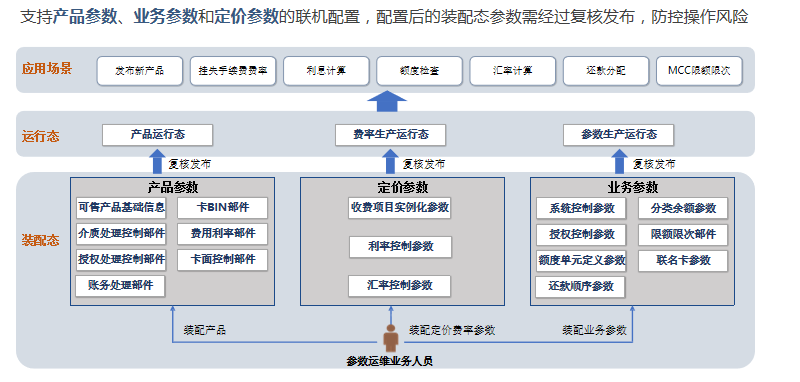 支持产品参数、业务参数和定价参数的联机配置，配置后的装配态参数需经过复核发布，防控操作风险
应用场景
发布新产品
挂失手续费费率
利息计算
额度检查
汇率计算
还款分配
MCC限额限次
运行态
产品运行态
费率生产运行态
参数生产运行态
复核发布
复核发布
复核发布
装配态
产品参数
可售产品基础信息
卡BIN部件
介质处理控制部件
费用利率部件
授权处理控制部件
卡面控制部件
账务处理部件
定价参数
收费项目实例化参数
利率控制参数
汇率控制参数
业务参数
系统控制参数
分类余额参数
授权控制参数
限额限次部件
额度单元定义参数
联名卡参数
还款顺序参数
装配产品
装配定价费率参数
装配业务参数
参数运维业务人员